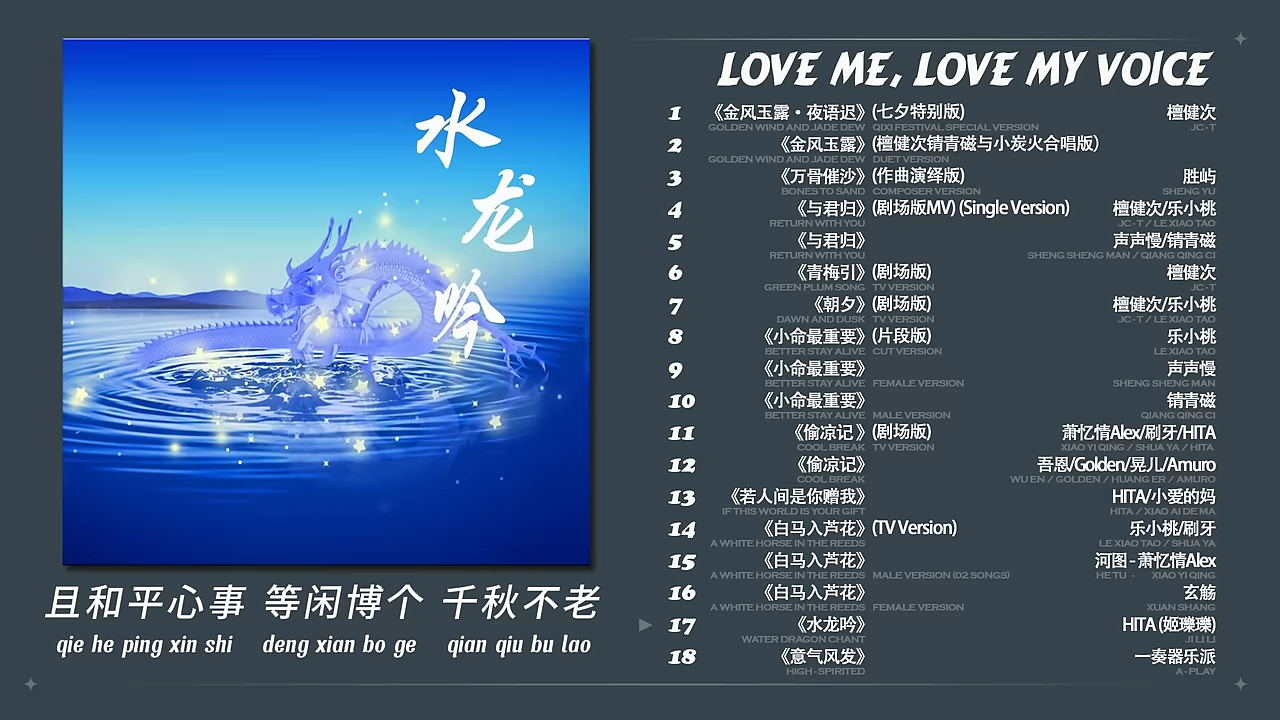 水
龙
吟
且和平心事 等闲博个 千秋不老
qie he ping xin shi deng xian bo ge qian qiu bu lao
LOVE ME, LOVE MY VOICE
1 《金风玉露·夜语迟》(七夕特别版) 檀健次
GOLDEN WIND AND JADE DEW QIXI FESTIVAL SPECIAL VERSION JC-T
2 《金风玉露》(檀健次锖青磁与小炭火合唱版)
GOLDEN WIND AND JADE DEW DUET VERSION
3 《万骨催沙》(作曲演绎版) 胜屿
BONES TO SAND COMPOSER VERSION SHENG YU
4 《与君归》(剧场版MV) (Single Version) 檀健次/乐小桃
RETURN WITH YOU JC-T / LE XIAO TAO
5 《与君归》 声声慢/锖青磁
RETURN WITH YOU SHENG SHENG MAN / QIANG QING CI
6 《青梅引》(剧场版) 檀健次
GREEN PLUM SONG TV VERSION JC-T
7 《朝夕》(剧场版) 檀健次/乐小桃
DAWN AND DUSK TV VERSION JC-T / LE XIAO TAO
8 《小命最重要》(片段版) 乐小桃
BETTER STAY ALIVE CUT VERSION LE XIAO TAO
9 《小命最重要》 声声慢
BETTER STAY ALIVE FEMALE VERSION SHENG SHENG MAN
10 《小命最重要》 锖青磁
BETTER STAY ALIVE MALE VERSION QIANG QING CI
11 《偷凉记 》(剧场版) 萧忆情Alex/刷牙/HITA
COOL BREAK TV VERSION XIAO YI QING / SHUA YA / HITA
12 《偷凉记》 吾恩/Golden/晃儿/Amuro
COOL BREAK WU EN / GOLDEN / HUANG ER / AMURO
13 《若人间是你赠我》 HITA/小爱的妈
IF THIS WORLD IS YOUR GIFT HITA / XIAO AI DE MA
14 《白马入芦花》(TV Version) 乐小桃/刷牙
A WHITE HORSE IN THE REEDS LE XIAO TAO / SHUA YA
15 《白马入芦花》 河图 - 萧忆情Alex
A WHITE HORSE IN THE REEDS MALE VERSION (02 SONGS) HE TU - XIAO YI QING
16 《白马入芦花》 玄觞
A WHITE HORSE IN THE REEDS FEMALE VERSION XUAN SHANG
17 《水龙吟》 HITA (姬瓅瓅)
WATER DRAGON CHANT JI LI LI
18 《意气风发》 一奏器乐派
HIGH-SPIRITED A-PLAY